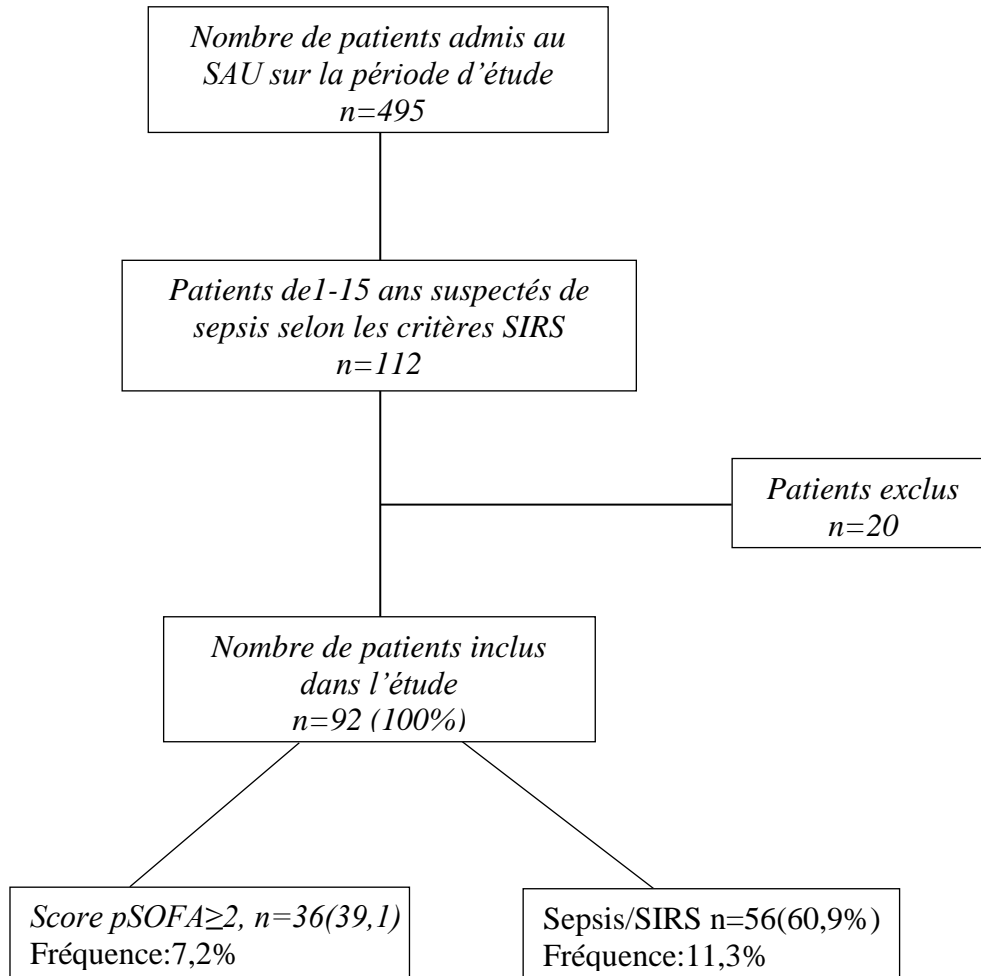 Nombre de patients admis au
SAU sur la période d’étude
n=495
Patients de1-15 ans suspectés de
sepsis selon les critères SIRS
n=112
Patients exclus
n=20
Nombre de patients inclus
dans l’étude
n=92 (100%)
Score pSOFA≥2, n=36(39,1)
Fréquence:7,2%
Sepsis/SIRS n=56(60,9%)
Fréquence:11,3%